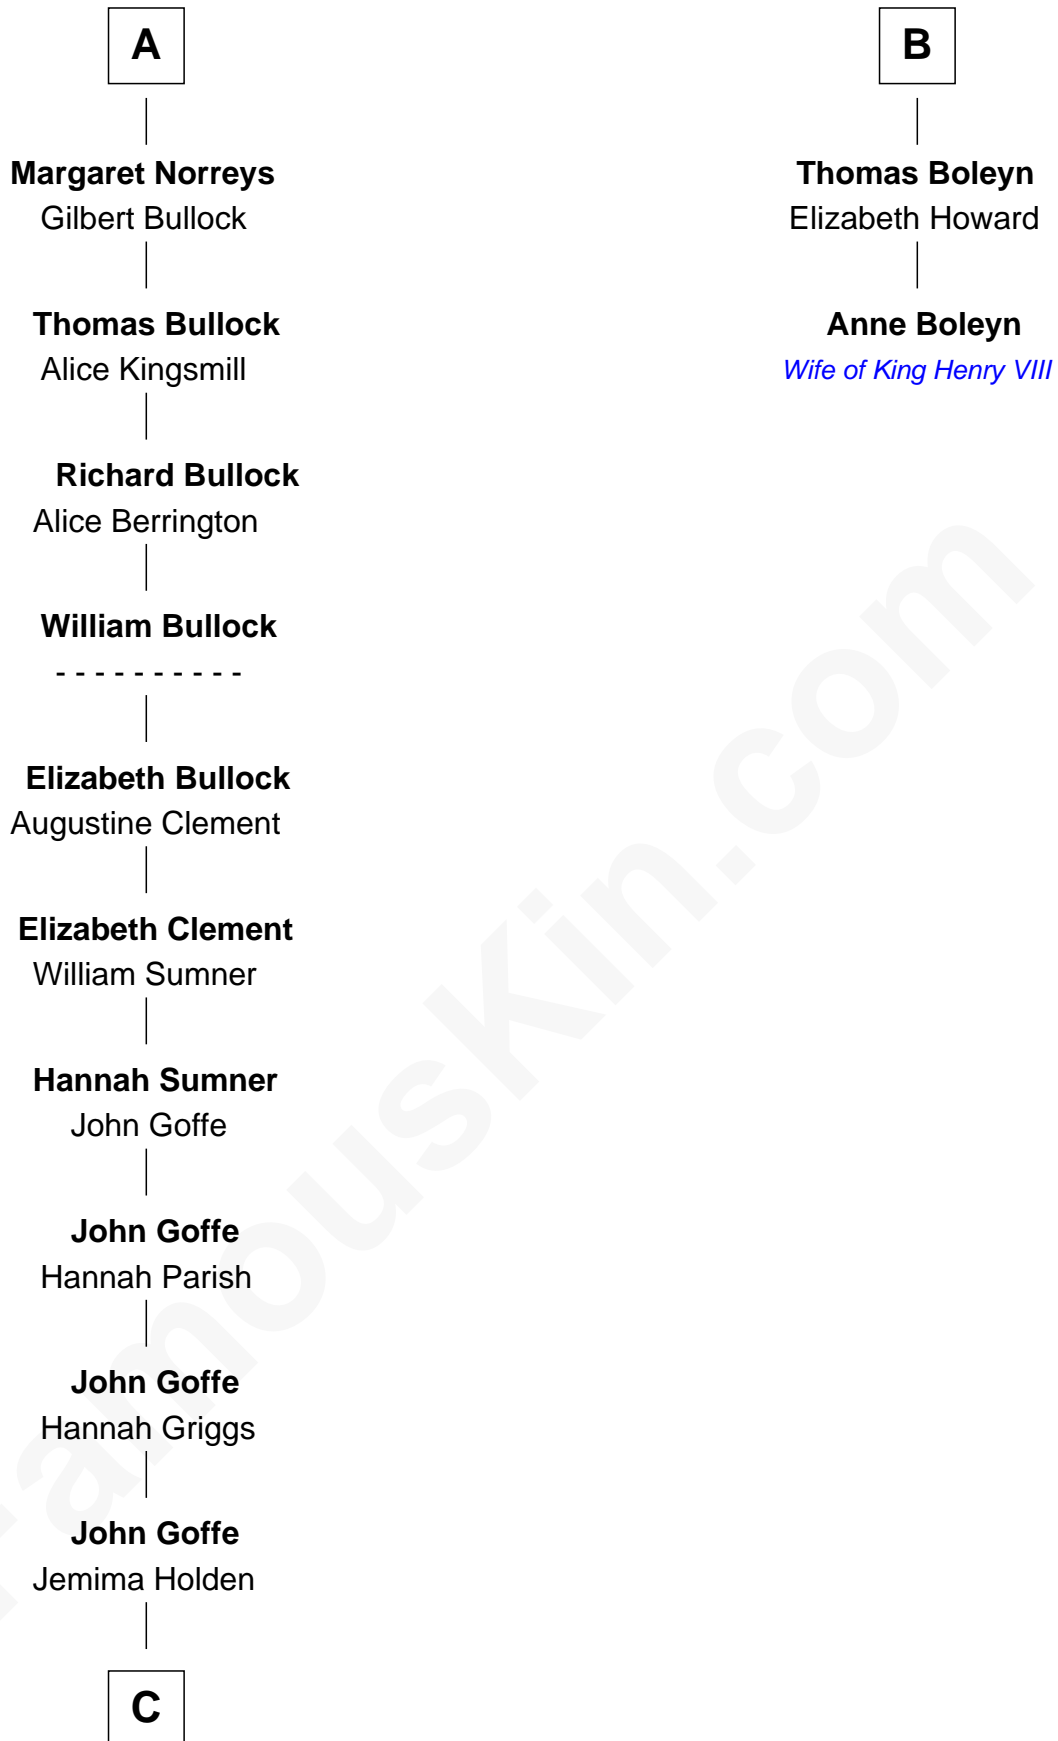 A
Margaret Norreys
Gilbert Bullock
Thomas Bullock
Alice Kingsmill
Richard Bullock
Alice Berrington
William Bullock
- - - - - - - - - -
Elizabeth Bullock
Augustine Clement
Elizabeth Clement
William Sumner
Hannah Sumner
John Goffe
John Goffe
Hannah Parish
John Goffe
Hannah Griggs
John Goffe
Jemima Holden
C
B
Thomas Boleyn
Elizabeth Howard
Anne Boleyn
Wife of King Henry VIII
FamousKin.com